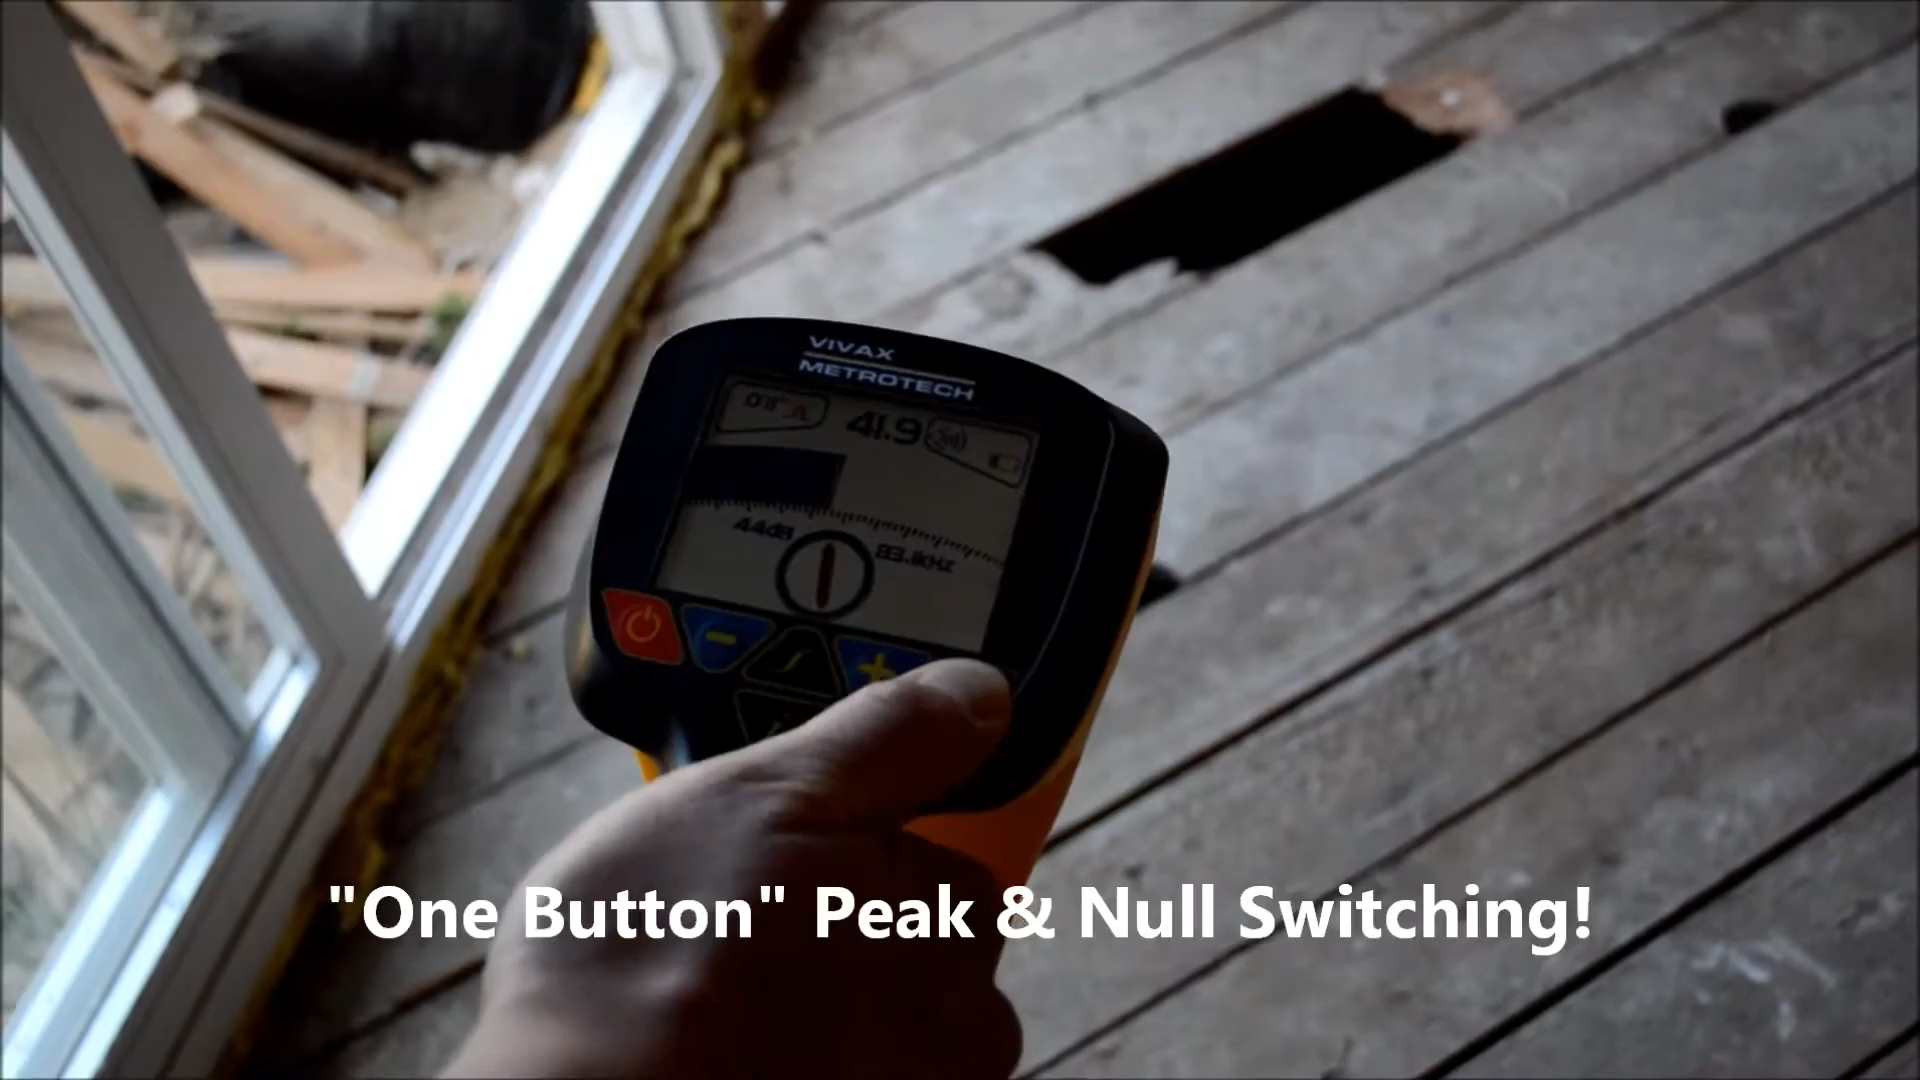 VIVAX
METROTECH
41.9
44dB
83.1kHz
"One Button" Peak & Null Switching!